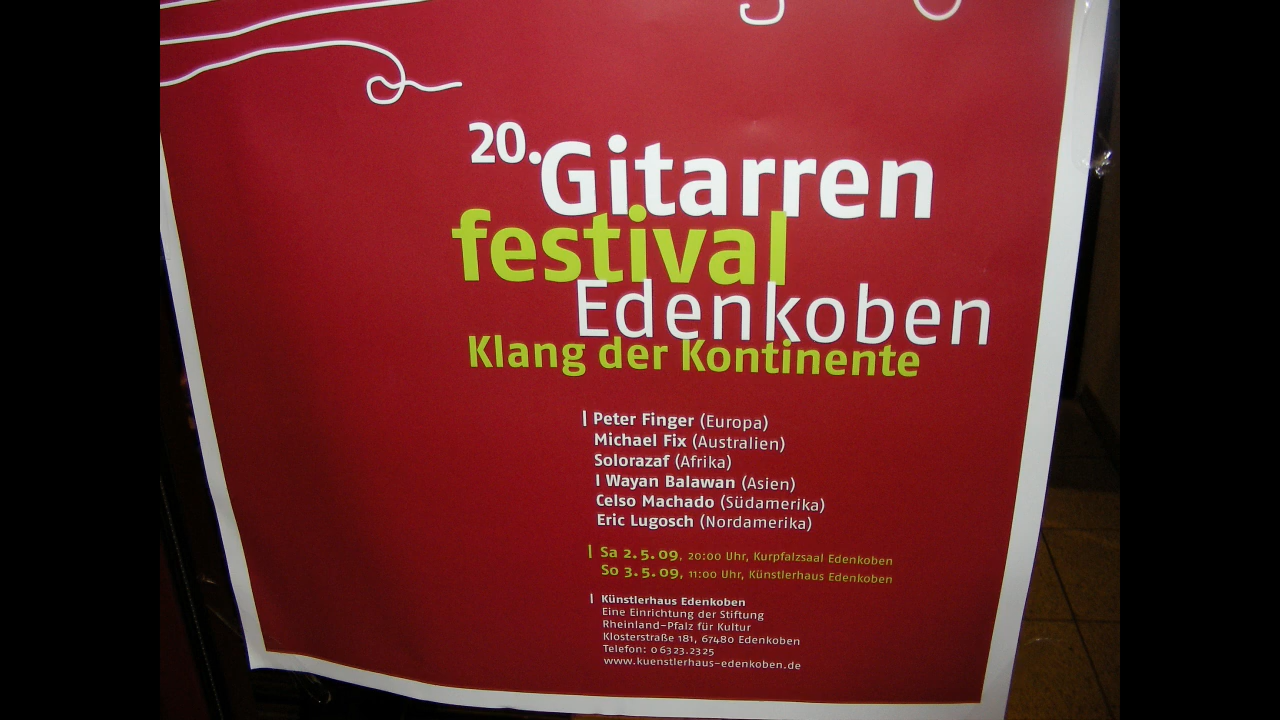 20. Gitarren
festival
Edenkoben
Klang der Kontinente
| Peter Finger (Europa)
Michael Fix (Australien)
Solorazaf (Afrika)
I Wayan Balawan (Asien)
Celso Machado (Südamerika)
Eric Lugosch (Nordamerika)
| Sa 2.5.09, 20:00 Uhr, Kurpfalzsaal Edenkoben
So 3.5.09, 11:00 Uhr, Künstlerhaus Edenkoben
| Künstlerhaus Edenkoben
Eine Einrichtung der Stiftung
Rheinland-Pfalz für Kultur
Klosterstraße 181, 67480 Edenkoben
Telefon: 0 6323.2325
www.kuenstlerhaus-edenkoben.de